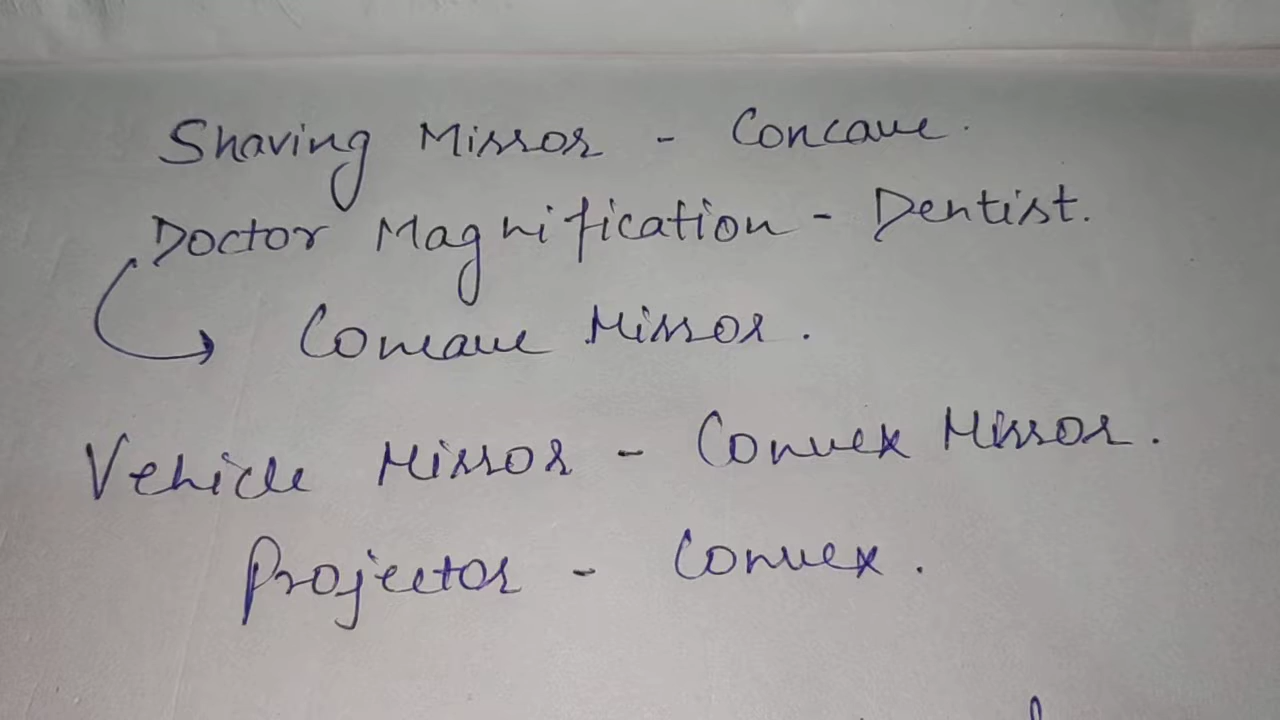 Shaving Mirror - Concave.
Doctor Magnification - Dentist.
Concave Mirror.
Vehicle Mirror - Convex Mirror.
Projector - Convex.